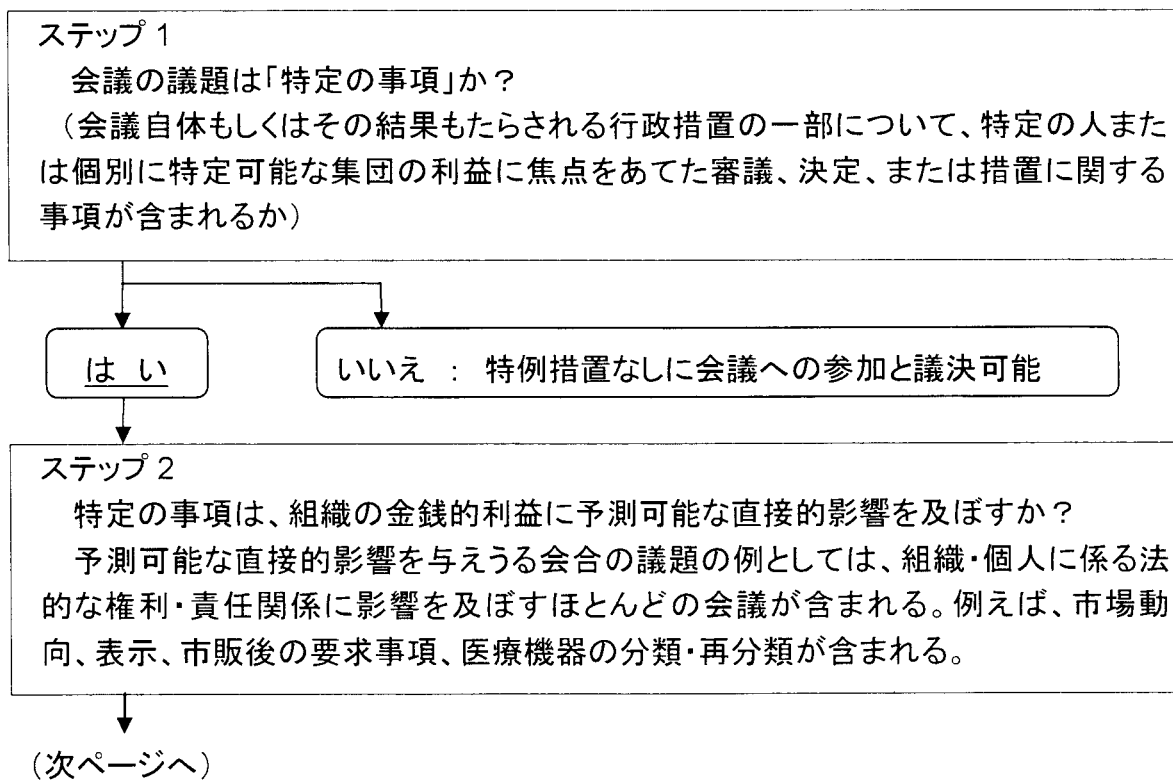 ステップ 1
会議の議題は「特定の事項」か？
（会議自体もしくはその結果もたらされる行政措置の一部について、特定の人また
は個別に特定可能な集団の利益に焦点をあてた審議、決定、または措置に関する
事項が含まれるか）
は い
いいえ ： 特例措置なしに会議への参加と議決可能
ステップ 2
特定の事項は、組織の金銭的利益に予測可能な直接的影響を及ぼすか？
予測可能な直接的影響を与えうる会合の議題の例としては、組織・個人に係る法
的な権利・責任関係に影響を及ぼすほとんどの会議が含まれる。例えば、市場動
向、表示、市販後の要求事項、医療機器の分類・再分類が含まれる。
（次ページへ）